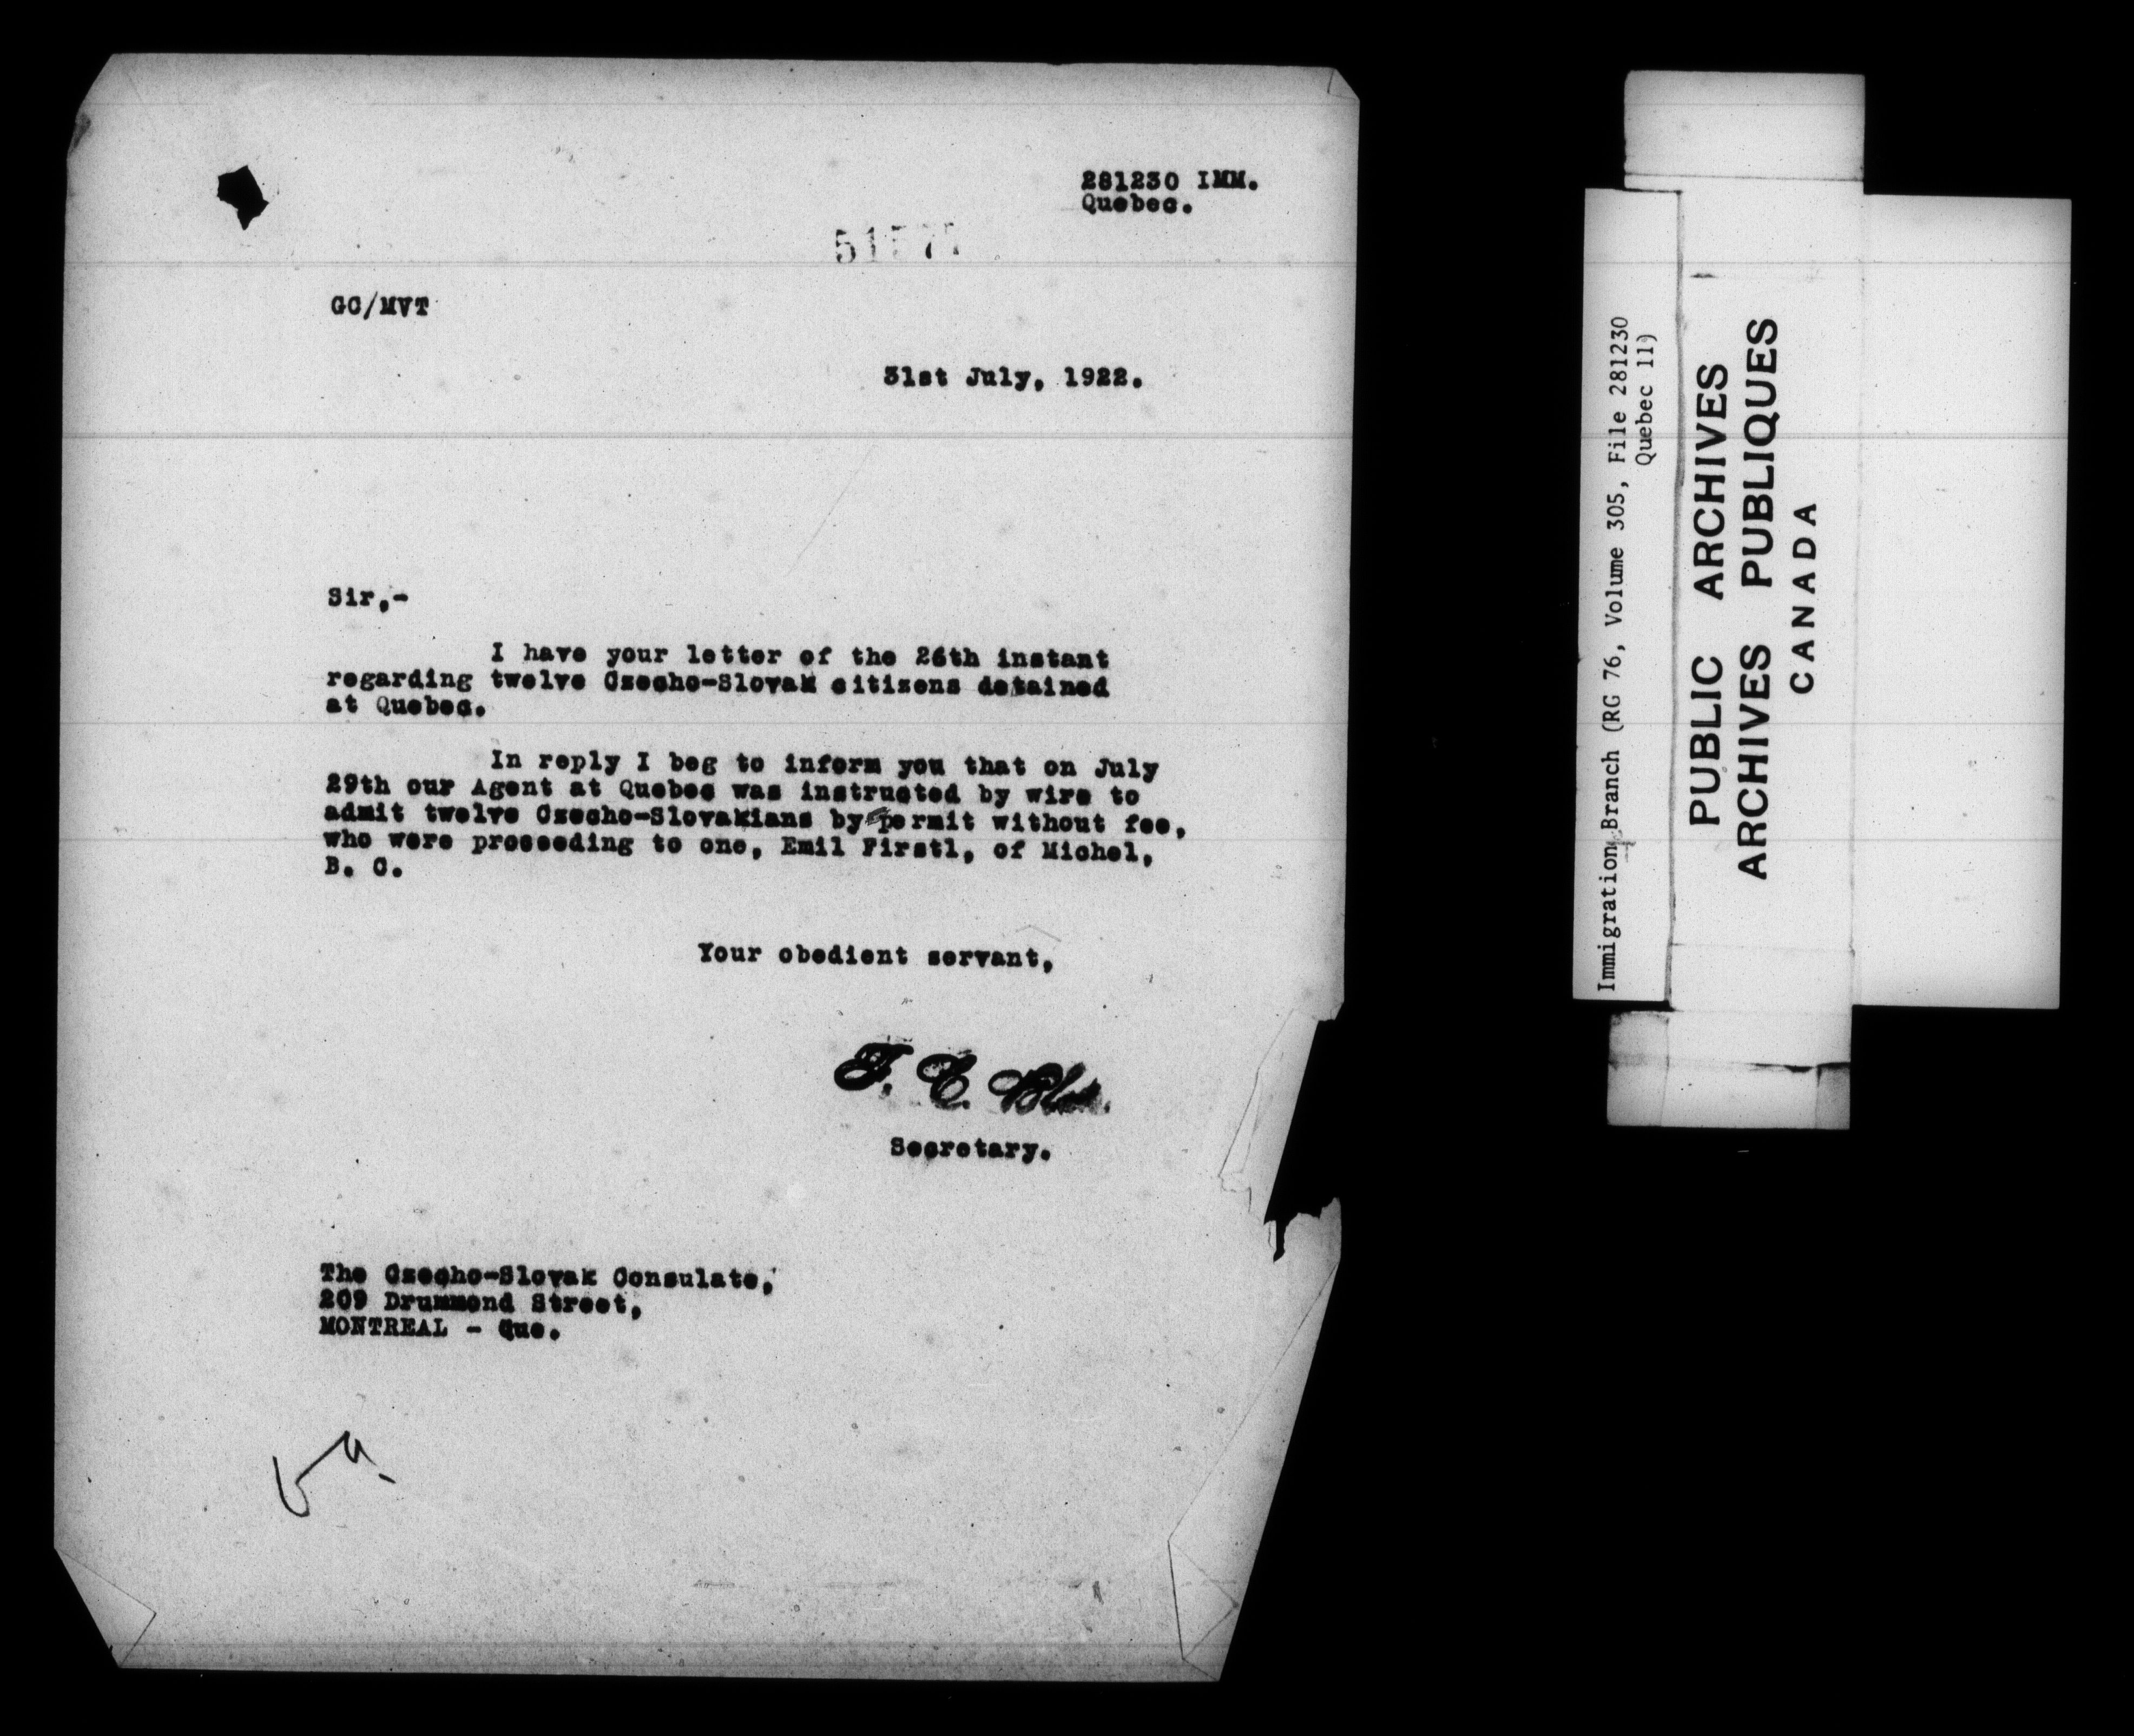 281230 IMM.
Quebec.
GC/MVT
31st July, 1922.
Sir,-
I have your letter of the 26th instant
regarding twelve Czecho-Slovak citizens detained
at Quebec.
In reply I beg to inform you that on July
29th our Agent at Quebec was instructed by wire to
admit twelve Czecho-Slovakians by permit without fee,
who were proceeding to one, Emil Firstl, of Michel,
B. C.
Your obedient servant,
F. C. Blair.
Secretary.
The Czecho-Slovak Consulate,
209 Drummond Street,
MONTREAL - Que.
Immigration Branch (RG 76, Volume 305, File 281230
Quebec 11)
PUBLIC ARCHIVES
ARCHIVES PUBLIQUES
CANADA